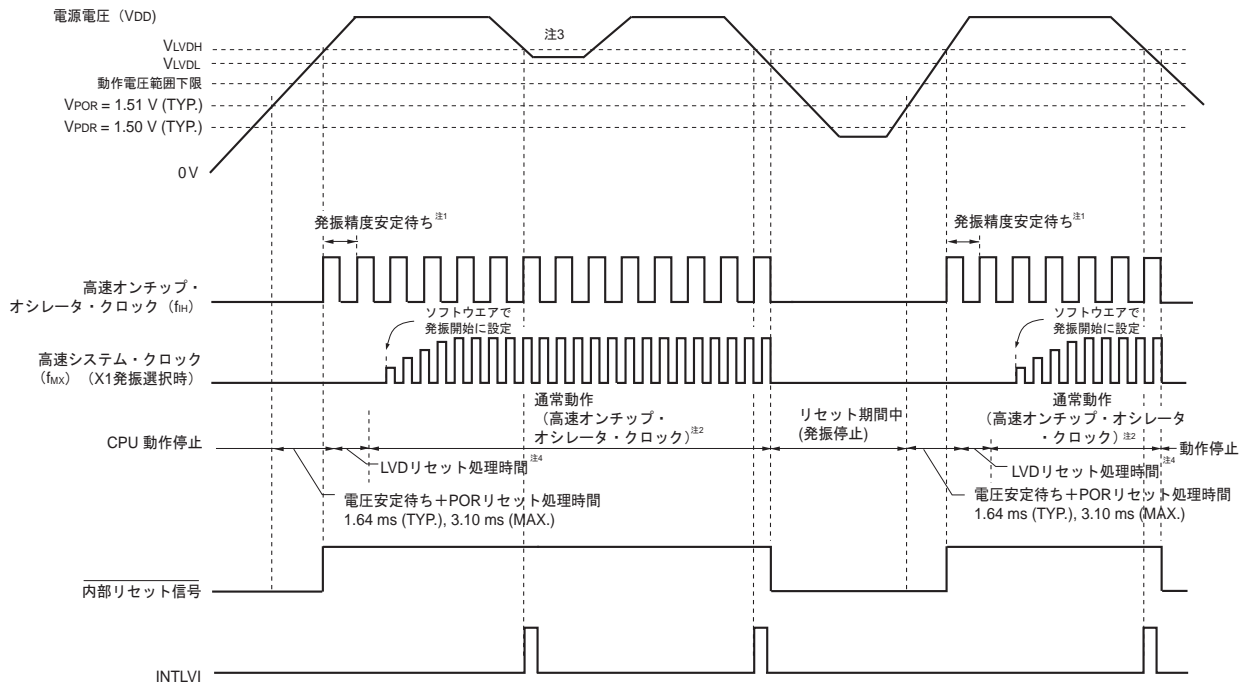 電源電圧（VDD）
注3
VLVDH
VLVDL
動作電圧範囲下限
VPOR = 1.51 V (TYP.)
VPDR = 1.50 V (TYP.)
0 V
発振精度安定待ち注1
発振精度安定待ち注1
高速オンチップ・
オシレータ・クロック（fIH）
ソフトウエアで
発振開始に設定
ソフトウエアで
発振開始に設定
高速システム・クロック
（fMX）（X1発振選択時）
通常動作
（高速オンチップ・
オシレータ・クロック）注2
リセット期間中
(発振停止)
通常動作
（高速オンチップ・オシレータ
・クロック）注2
CPU 動作停止
動作停止
LVDリセット処理時間注4
LVDリセット処理時間注4
電圧安定待ち＋PORリセット処理時間
1.64 ms (TYP.), 3.10 ms (MAX.)
電圧安定待ち＋PORリセット処理時間
1.64 ms (TYP.), 3.10 ms (MAX.)
内部リセット信号
INTLVI